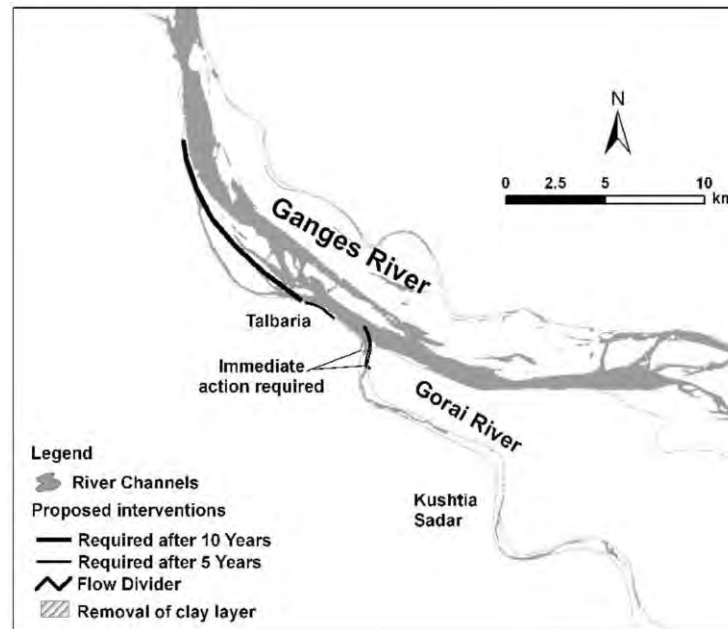 N
0 2.5 5 10
km
Ganges River
Talbaria
Immediate
action required
Gorai River
Kushtia
Sadar
Legend
River Channels
Proposed interventions
Required after 10 Years
Required after 5 Years
Flow Divider
Removal of clay layer